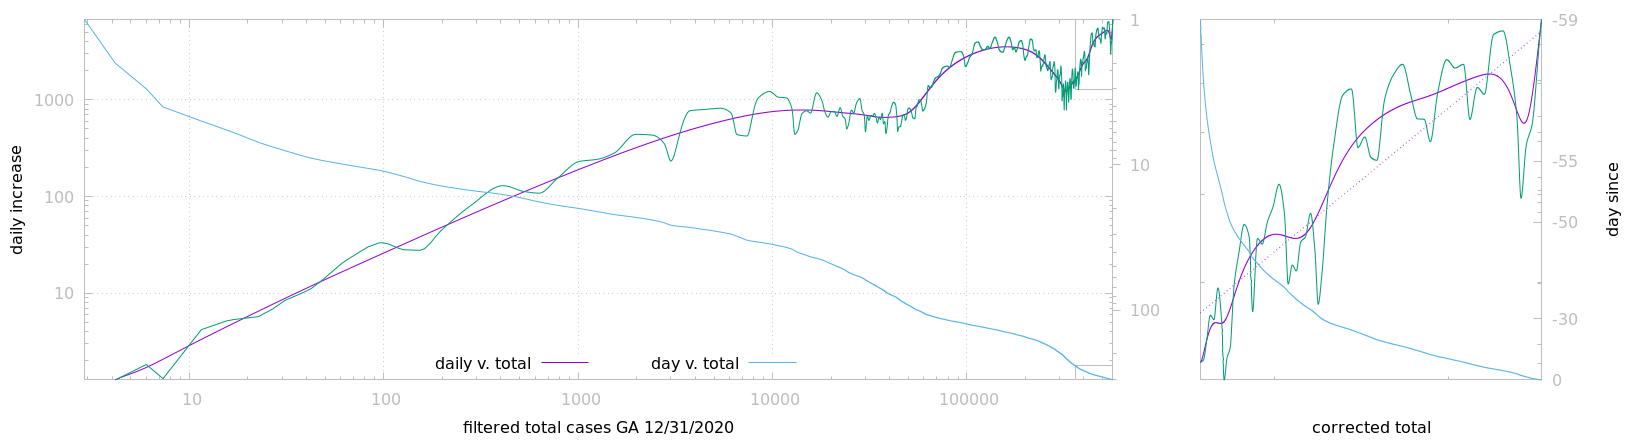 1
-59
1000
10
-55
100
-50
daily increase
day since
10
100
-30
daily v. total
day v. total
0
10
100
1000
10000
100000
filtered total cases GA 12/31/2020
corrected total